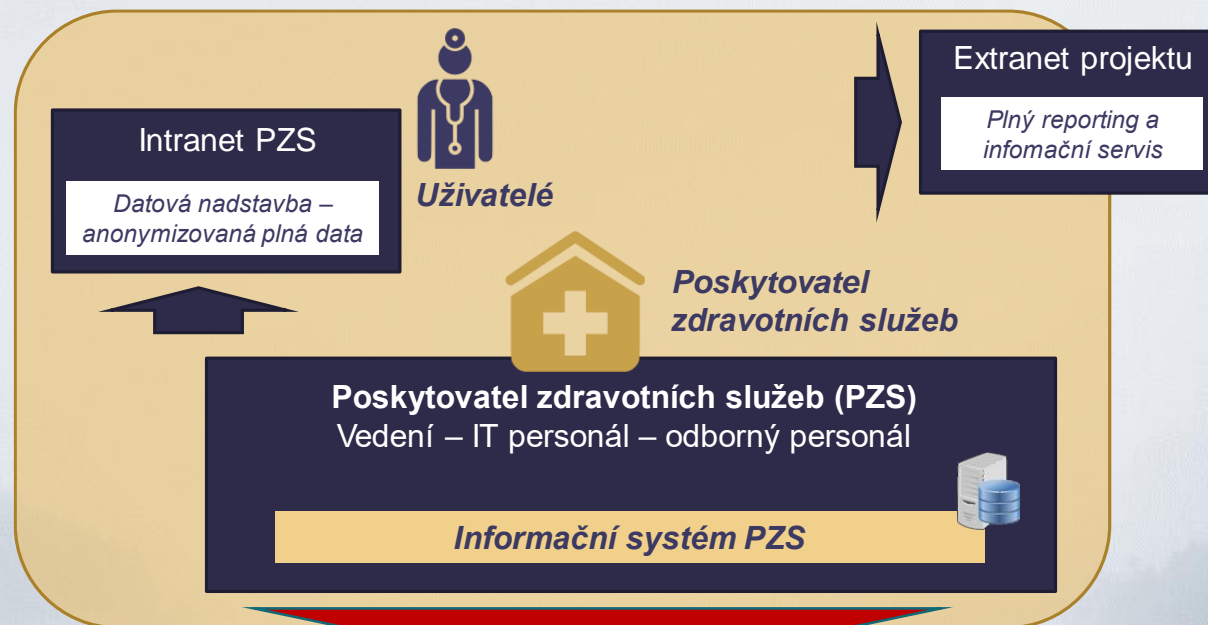 Intranet PZS
Datová nadstavba –
anonymizovaná plná data
Uživatelé
Extranet projektu
Plný reporting a
infomační servis
Poskytovatel
zdravotních služeb
Poskytovatel zdravotních služeb (PZS)
Vedení – IT personál – odborný personál
Informační systém PZS